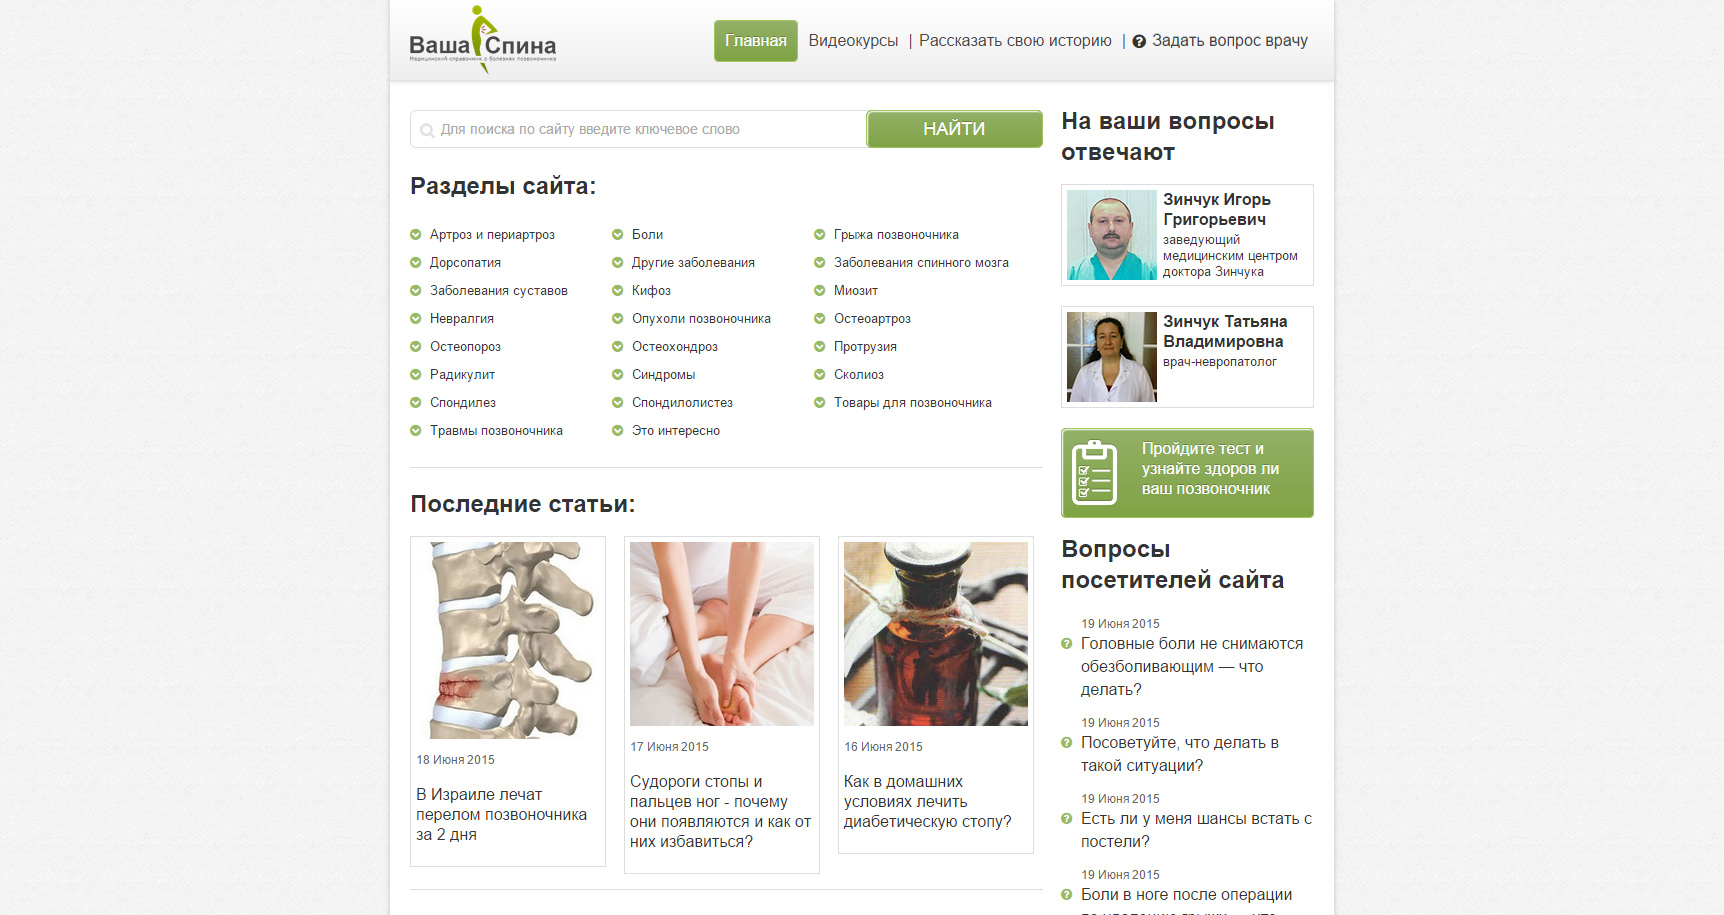 Ваша Спина
Медицинский справочник о болезнях позвоночника
Главная
Видеокурсы | Рассказать свою историю | Задать вопрос врачу
Для поиска по сайту введите ключевое слово
НАЙТИ
Разделы сайта:
Артроз и периартроз
Боли
Грыжа позвоночника
Дорсопатия
Другие заболевания
Заболевания спинного мозга
Заболевания суставов
Кифоз
Миозит
Невралгия
Опухоли позвоночника
Остеоартроз
Остеопороз
Остеохондроз
Протрузия
Радикулит
Синдромы
Сколиоз
Спондилез
Спондилолистез
Товары для позвоночника
Травмы позвоночника
Это интересно
Последние статьи:
18 Июня 2015
В Израиле лечат
перелом позвоночника
за 2 дня
17 Июня 2015
Судороги стопы и
пальцев ног - почему
они появляются и как от
них избавиться?
16 Июня 2015
Как в домашних
условиях лечить
диабетическую стопу?
На ваши вопросы
отвечают
Зинчук Игорь
Григорьевич
заведующий
медицинским центром
доктора Зинчука
Зинчук Татьяна
Владимировна
врач-невропатолог
Пройдите тест и
узнайте здоров ли
ваш позвоночник
Вопросы
посетителей сайта
19 Июня 2015
Головные боли не снимаются
обезболивающим — что
делать?
19 Июня 2015
Посоветуйте, что делать в
такой ситуации?
19 Июня 2015
Есть ли у меня шансы встать с
постели?
19 Июня 2015
Боли в ноге после операции